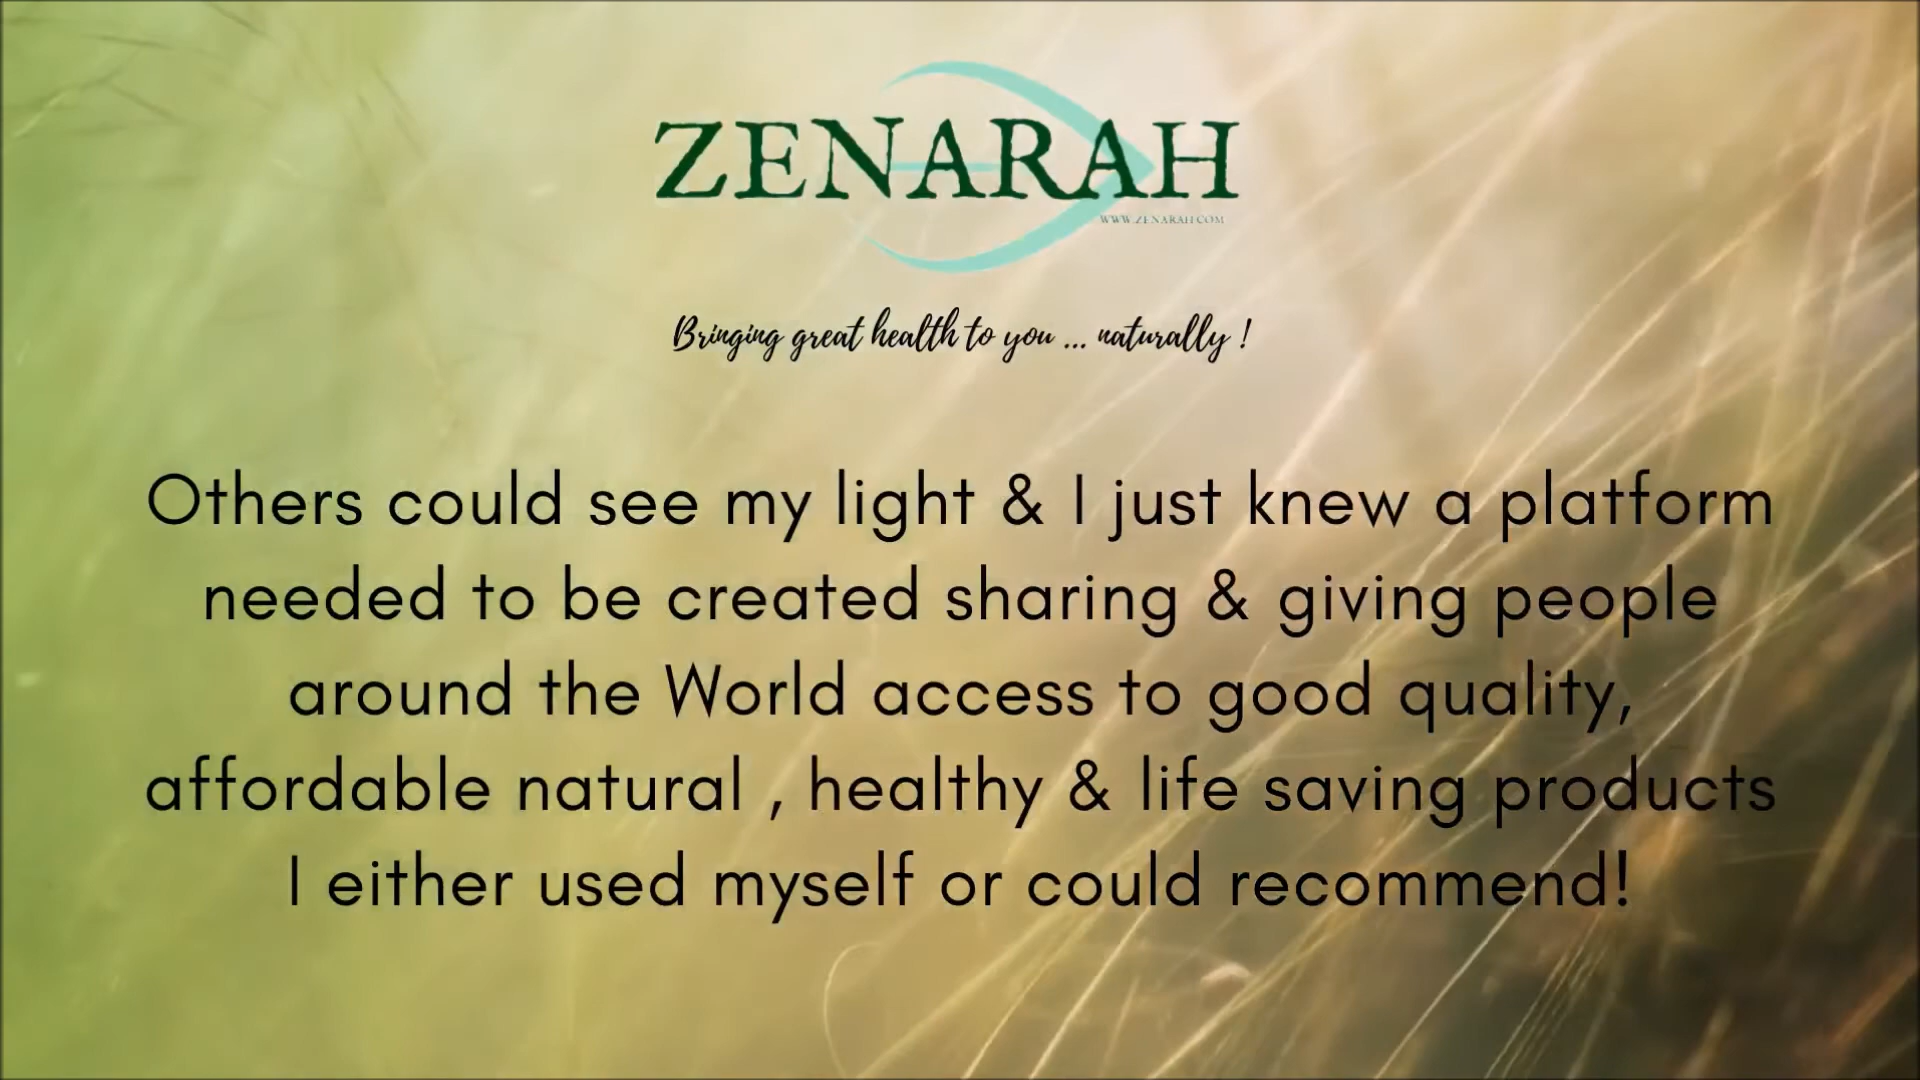 ZENARAH
WWW.ZENARAH.COM
Bringing great health to you ... naturally !
Others could see my light & I just knew a platform
needed to be created sharing & giving people
around the World access to good quality,
affordable natural , healthy & life saving products
I either used myself or could recommend!